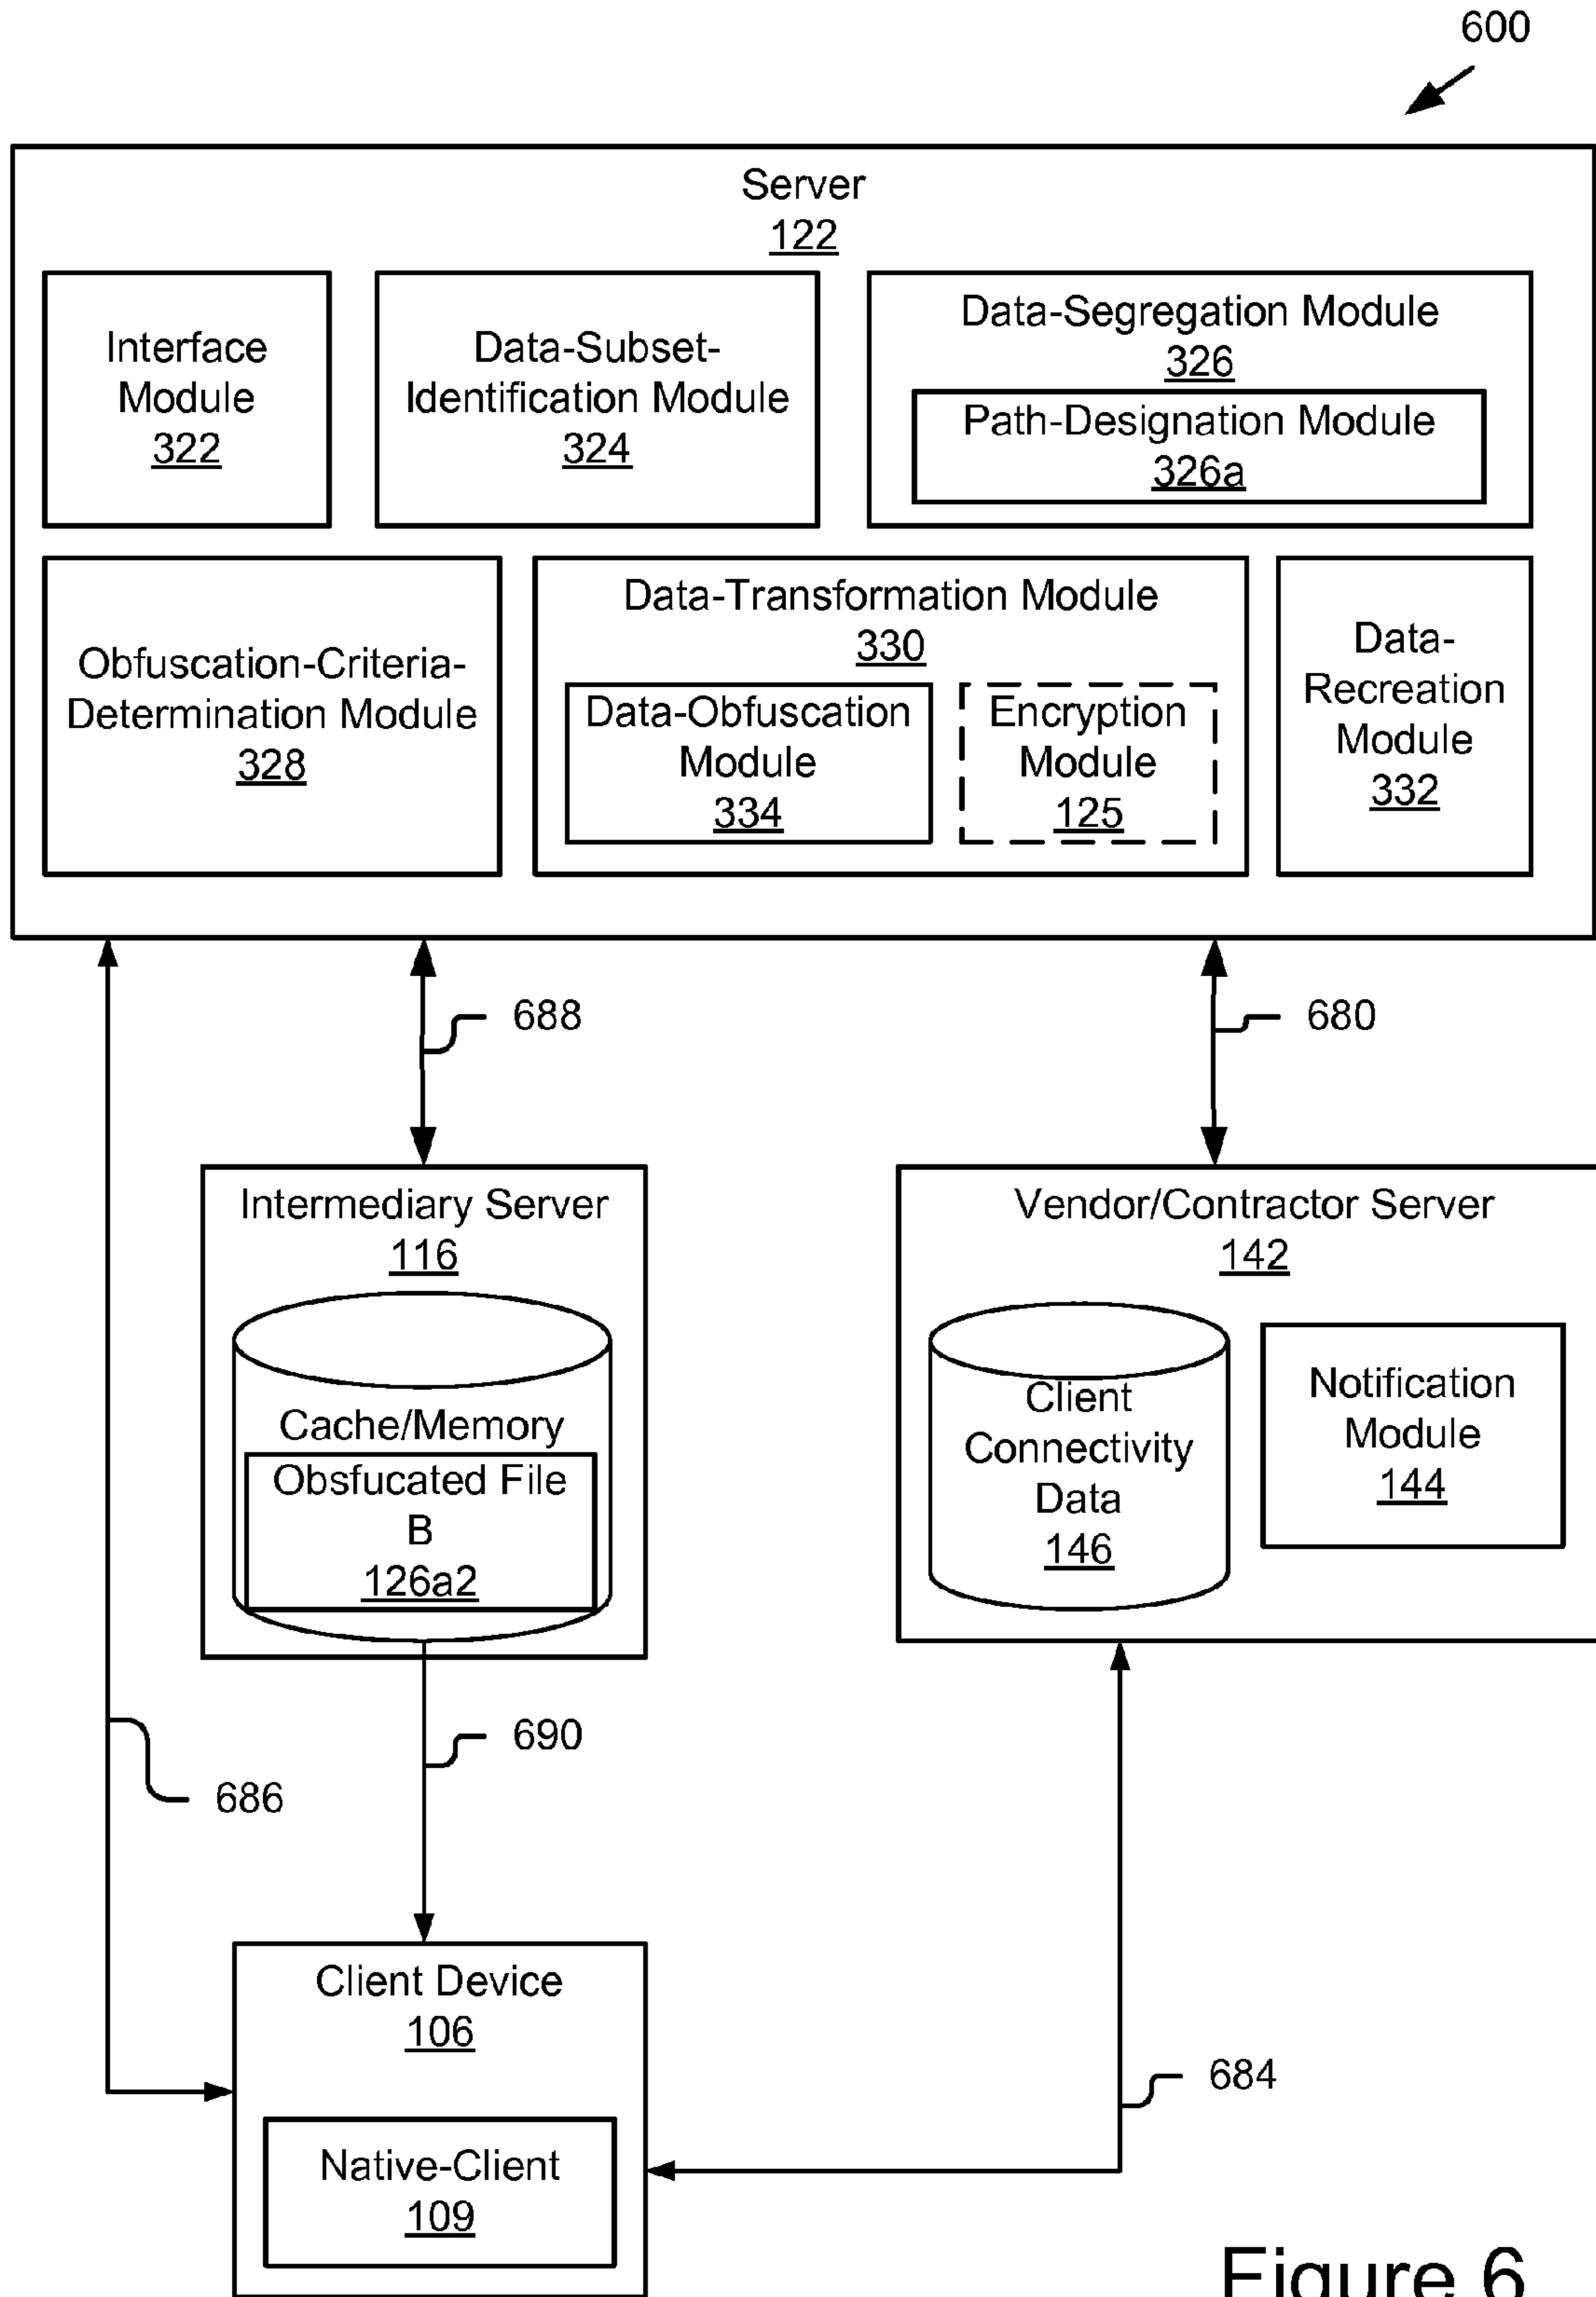 600
Server
122
Interface
Module
322
Data-Subset-
Identification Module
324
Data-Segregation Module
326
Path-Designation Module
326a
Obfuscation-Criteria-
Determination Module
328
Data-Transformation Module
330
Data-Obfuscation
Module
334
Encryption
Module
125
Data-
Recreation
Module
332
688
680
Intermediary Server
116
Cache/Memory
Obsfucated File
B
126a2
Vendor/Contractor Server
142
Client
Connectivity
Data
146
Notification
Module
144
690
686
Client Device
106
Native-Client
109
684
Figure 6